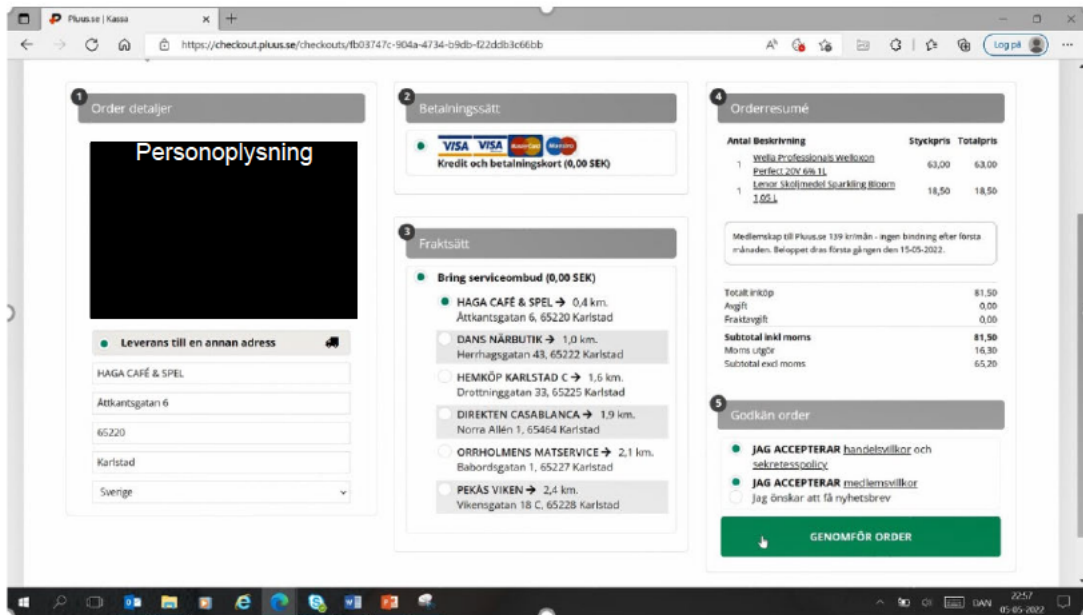 Pluus.se | Kassa
https://checkout.pluus.se/checkouts/fb03747c-904a-4734-b9db-f22ddb3c66bb
Log på
1
Order detaljer
Personoplysning
Leverans till en annan adress
HAGA CAFÉ & SPEL
Åttkantsgatan 6
65220
Karlstad
Sverige
2
Betalningssätt
VISA VISA MasterCard Maestro
Kredit och betalningskort (0,00 SEK)
3
Fraktsätt
Bring serviceombud (0,00 SEK)
HAGA CAFÉ & SPEL → 0,4 km.
Åttkantsgatan 6, 65220 Karlstad
DANS NÄRBUTIK → 1,0 km.
Herrhagsgatan 43, 65222 Karlstad
HEMKÖP KARLSTAD C → 1,6 km.
Drottninggatan 33, 65225 Karlstad
DIREKTEN CASABLANCA → 1,9 km.
Norra Allén 1, 65464 Karlstad
ORRHOLMENS MATSERVICE → 2,1 km.
Babordsgatan 1, 65227 Karlstad
PEKÅS VIKEN → 2,4 km.
Vikensgatan 18 C, 65228 Karlstad
4
Orderresumé
Antal Beskrivning Styckpris Totalpris
1 Wella Professionals Welloxon Perfect 20V 6% 1L 63,00 63,00
1 Lenor Sköljmedel Sparkling Bloom 1,05 L 18,50 18,50
Medlemskap till Pluus.se 139 kr/mån - ingen bindning efter första
månaden. Beloppet dras första gången den 15-05-2022.
Totalt inköp 81,50
Avgift 0,00
Fraktavgift 0,00
Subtotal inkl moms 81,50
Moms utgör 16,30
Subtotal excl moms 65,20
5
Godkän order
JAG ACCEPTERAR handelsvillkor och
sekretesspolicy
JAG ACCEPTERAR medlemsvillkor
Jag önskar att få nyhetsbrev
GENOMFÖR ORDER
DAN
22:57
05-05-2022